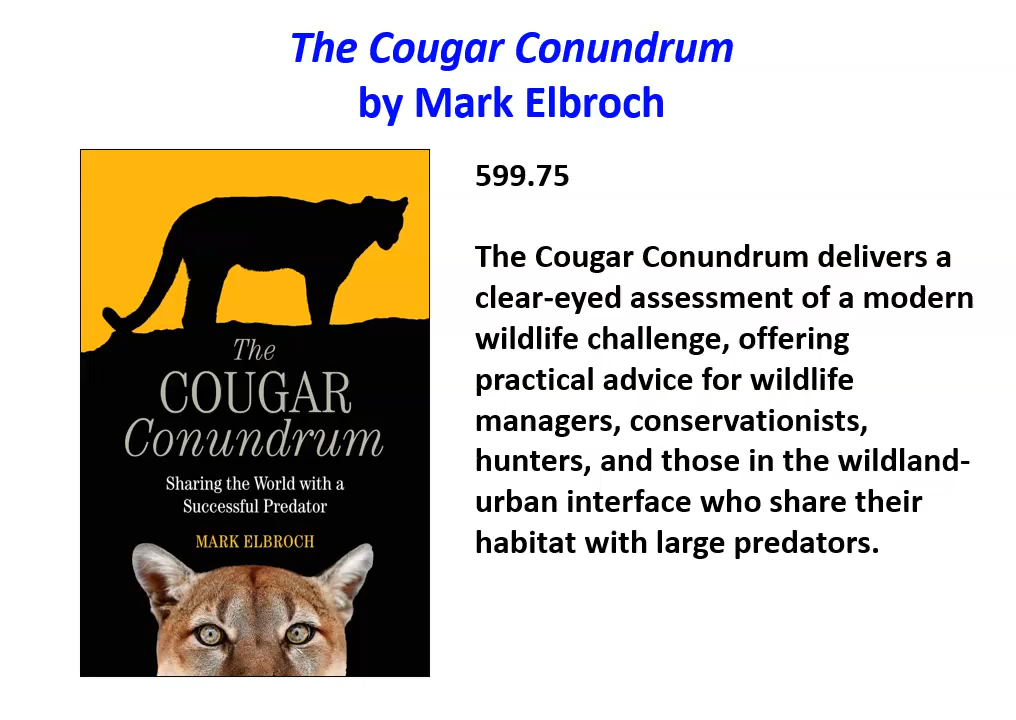 The Cougar Conundrum
by Mark Elbroch
599.75
The Cougar Conundrum delivers a
clear-eyed assessment of a modern
wildlife challenge, offering
practical advice for wildlife
managers, conservationists,
hunters, and those in the wildland-
urban interface who share their
habitat with large predators.
The
COUGAR
Conundrum
Sharing the World with a
Successful Predator
MARK ELBROCH